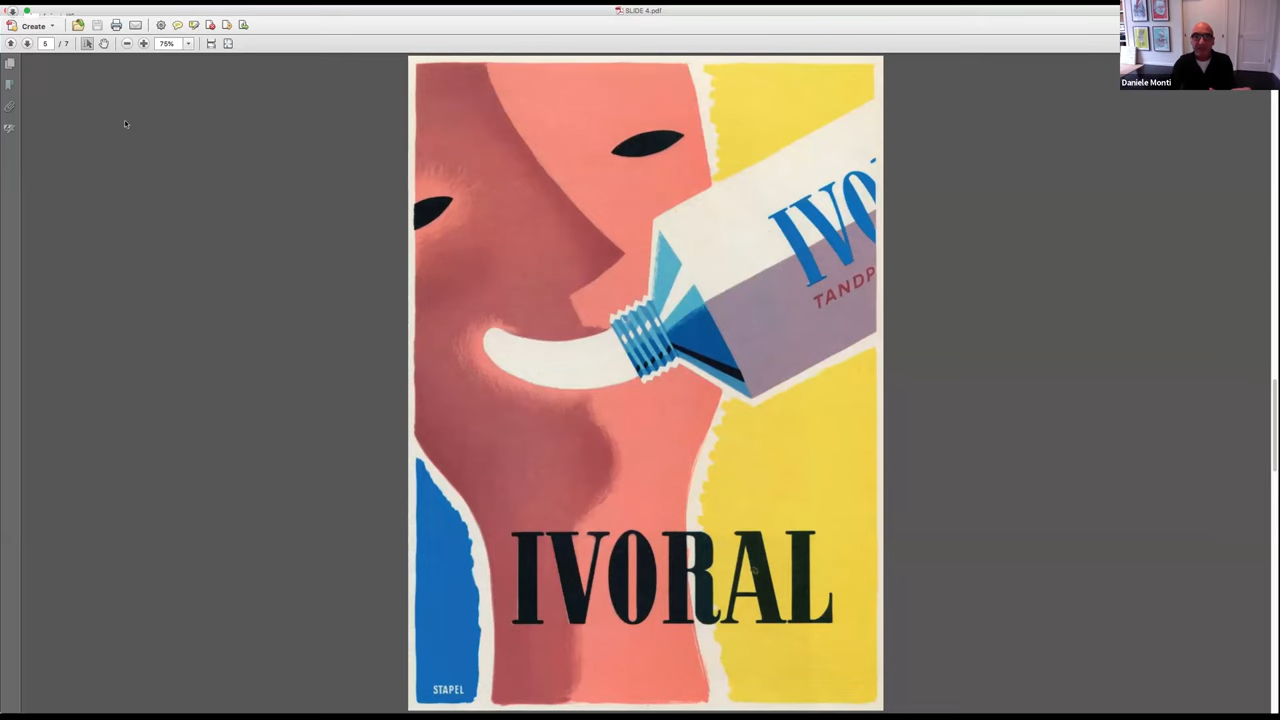 SLIDE 4.pdf
Create
5 / 7
75%
Daniele Monti
IVO
TANDP
IVORAL
STAPEL